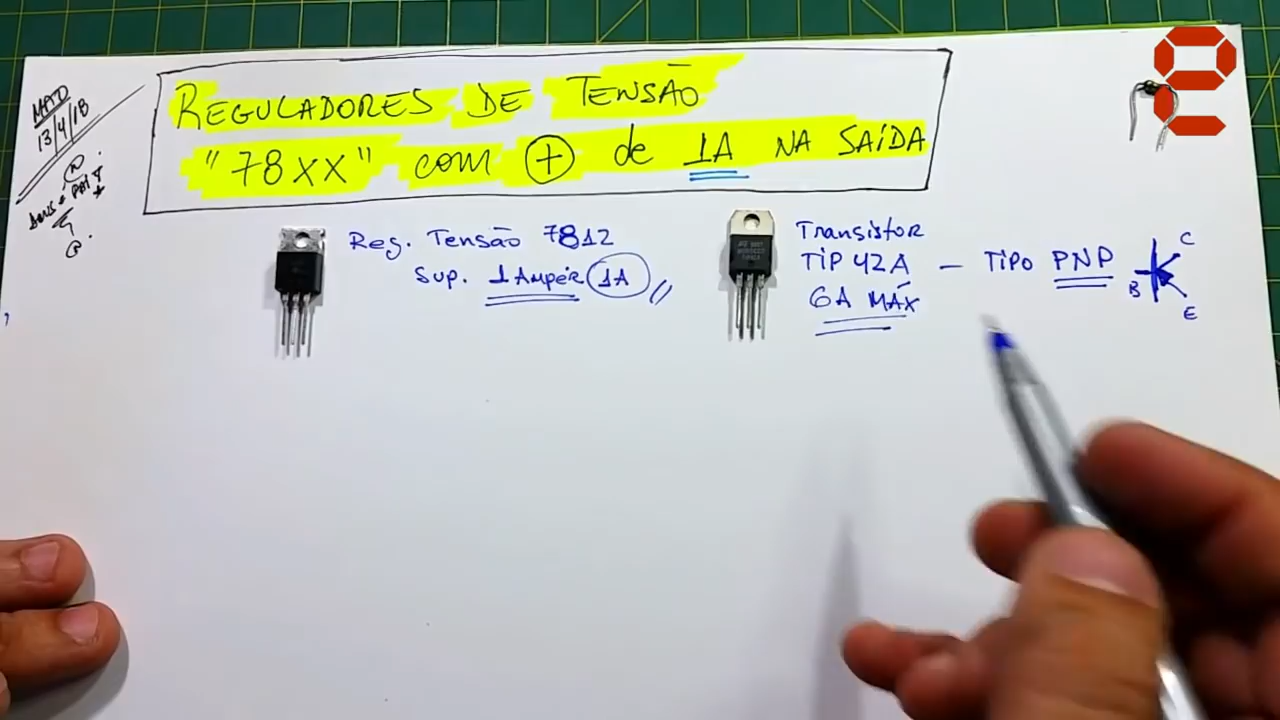 REGULADORES DE TENSÃO
"78XX" com + de 1A NA SAÍDA
MATO
13/4/18
Reg. Tensão 7812
Sup. 1 Ampér 1A
Transistor
TIP 42A - TIPO PNP
6A MÁX
C
B
E